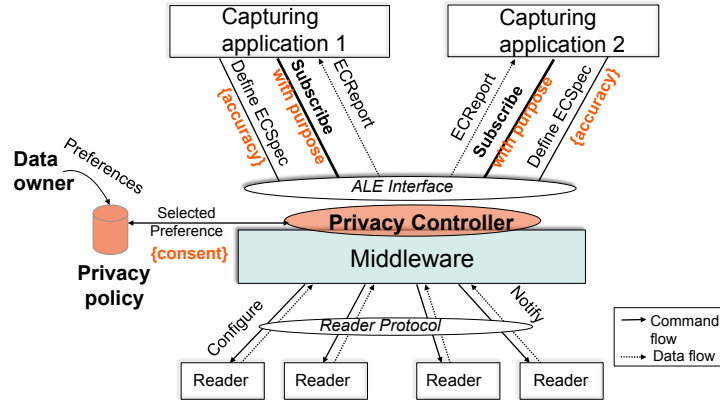 Capturing
application 1
Capturing
application 2
Define ECSpec
{accuracy}
Subscribe
with purpose
ECReport
ECReport
Subscribe
with purpose
Define ECSpec
{accuracy}
ALE Interface
Preferences
Data
owner
Selected
Preference
{consent}
Privacy Controller
Privacy
policy
Middleware
Configure
Reader Protocol
Notify
Reader
Reader
Reader
Reader
Command
flow
Data flow